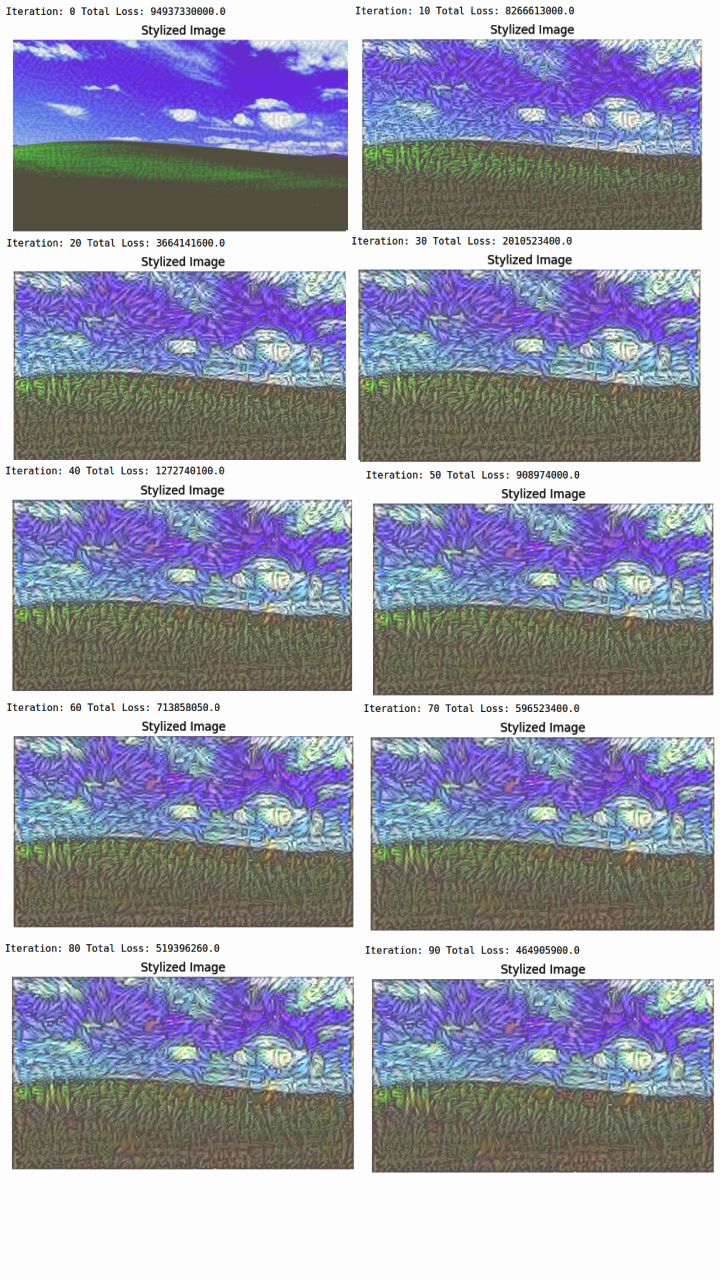 Iteration: 0 Total Loss: 94937330000.0
Stylized Image
Iteration: 10 Total Loss: 8266613000.0
Stylized Image
Iteration: 20 Total Loss: 3664141600.0
Stylized Image
Iteration: 30 Total Loss: 2010523400.0
Stylized Image
Iteration: 40 Total Loss: 1272740100.0
Stylized Image
Iteration: 50 Total Loss: 908974000.0
Stylized Image
Iteration: 60 Total Loss: 713858050.0
Stylized Image
Iteration: 70 Total Loss: 596523400.0
Stylized Image
Iteration: 80 Total Loss: 519396260.0
Stylized Image
Iteration: 90 Total Loss: 464905900.0
Stylized Image